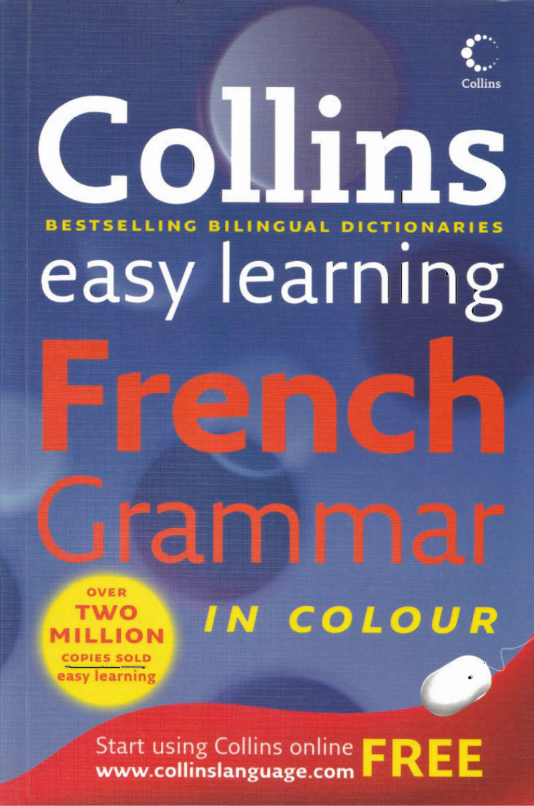 Collins
Collins
BESTSELLING BILINGUAL DICTIONARIES
easy learning
French
Grammar
IN COLOUR
OVER
TWO
MILLION
COPIES SOLD
easy learning
Start using Collins online
www.collinslanguage.com
FREE